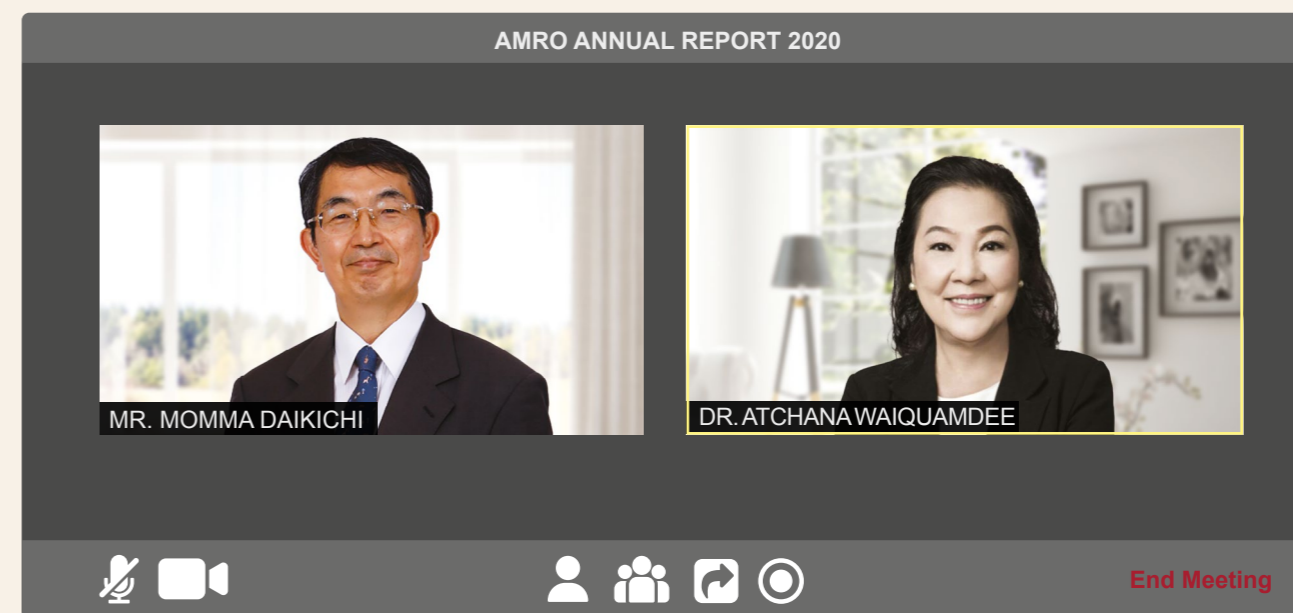 AMRO ANNUAL REPORT 2020
MR. MOMMA DAIKICHI
DR. ATCHANA WAIQUAMDEE
End Meeting